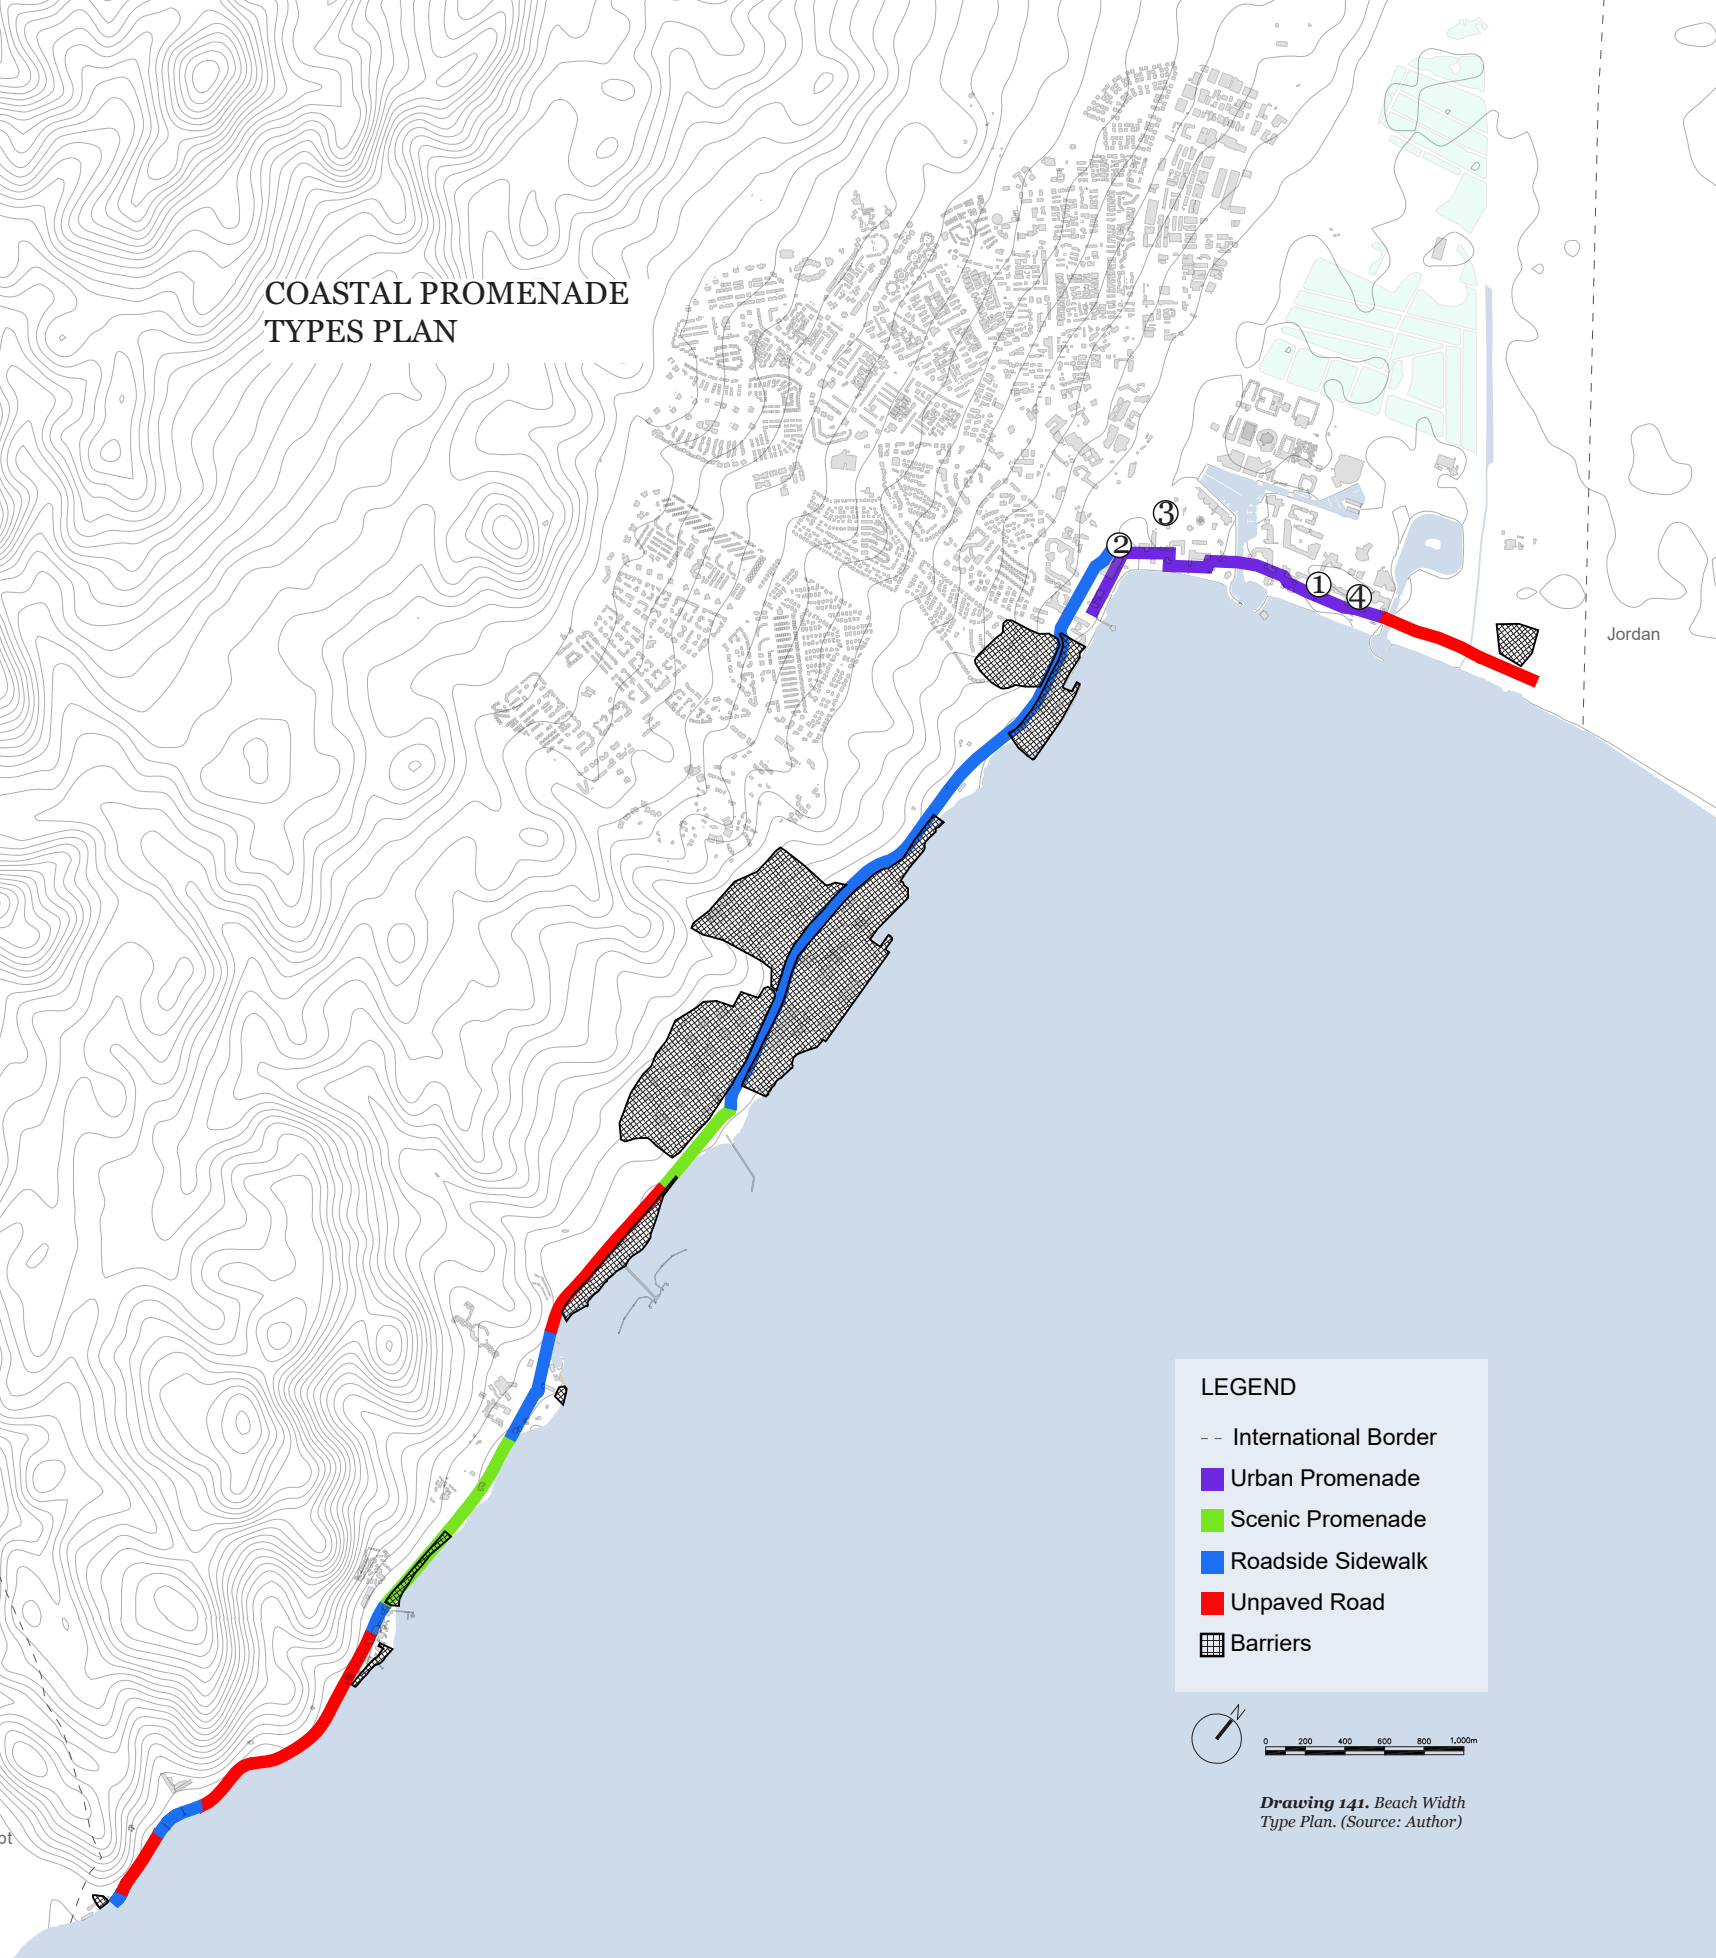 COASTAL PROMENADE
TYPES PLAN
3
2
1
4
Jordan
LEGEND
International Border
Urban Promenade
Scenic Promenade
Roadside Sidewalk
Unpaved Road
Barriers
N
0 200 400 600 800 1,000m
Drawing 141. Beach Width
Type Plan. (Source: Author)
ot